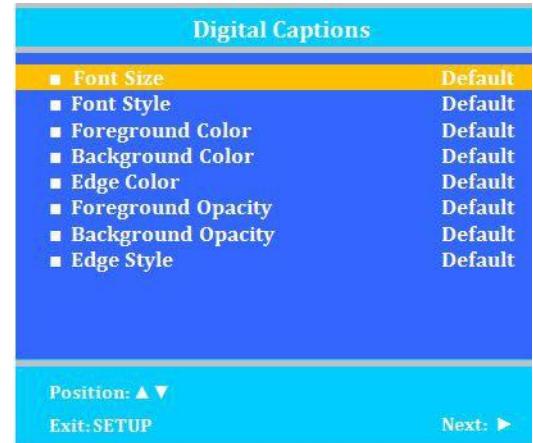 Digital Captions
■ Font Size Default
■ Font Style Default
■ Foreground Color Default
■ Background Color Default
■ Edge Color Default
■ Foreground Opacity Default
■ Background Opacity Default
■ Edge Style Default
Position: ▲ ▼
Exit: SETUP Next: ▶